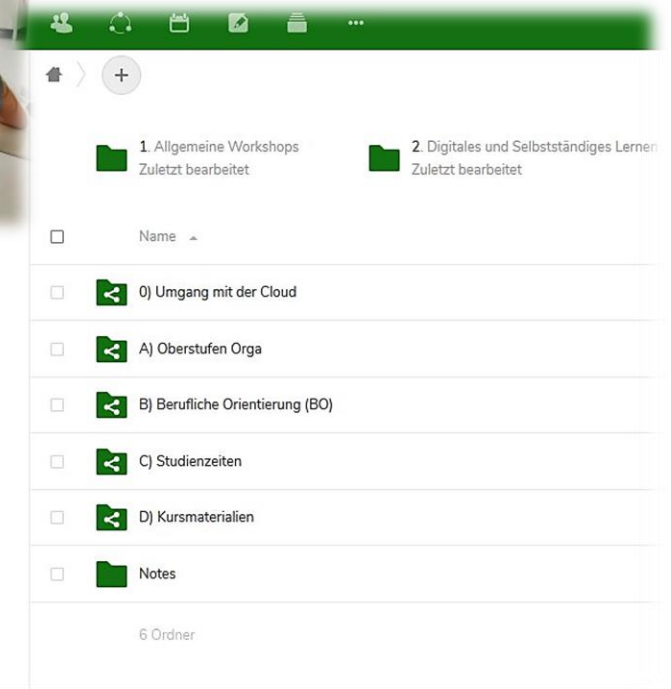 1. Allgemeine Workshops
Zuletzt bearbeitet
2. Digitales und Selbstständiges Lernen
Zuletzt bearbeitet
Name
0) Umgang mit der Cloud
A) Oberstufen Orga
B) Berufliche Orientierung (BO)
C) Studienzeiten
D) Kursmaterialien
Notes
6 Ordner